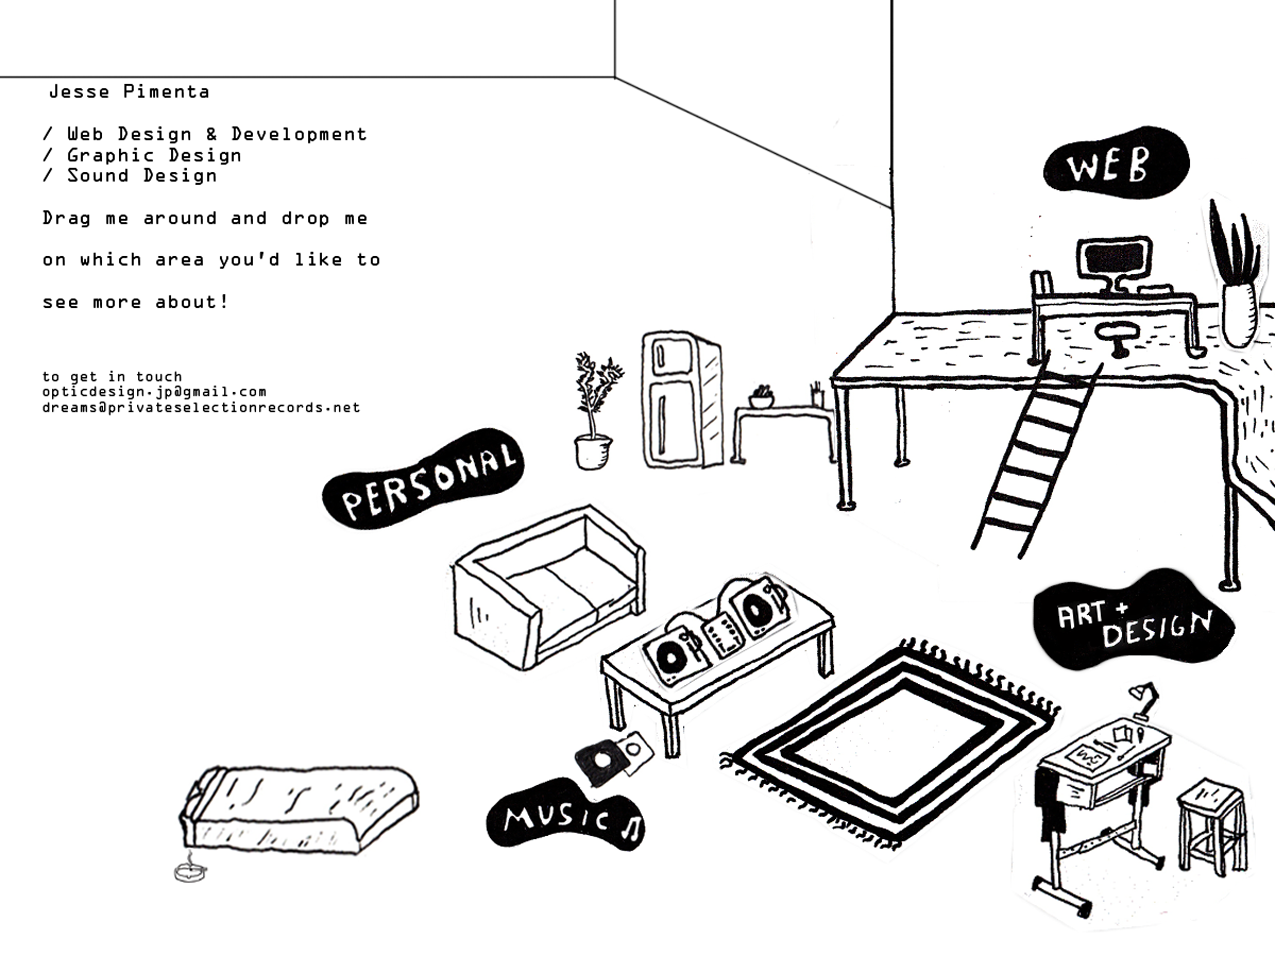 Jesse Pimenta
/ Web Design & Development
/ Graphic Design
/ Sound Design
Drag me around and drop me
on which area you'd like to
see more about!
to get in touch
opticdesign.jp@gmail.com
dreams@privateselectionrecords.net
WEB
PERSONAL
ART +
DESIGN
MUSIC ♫